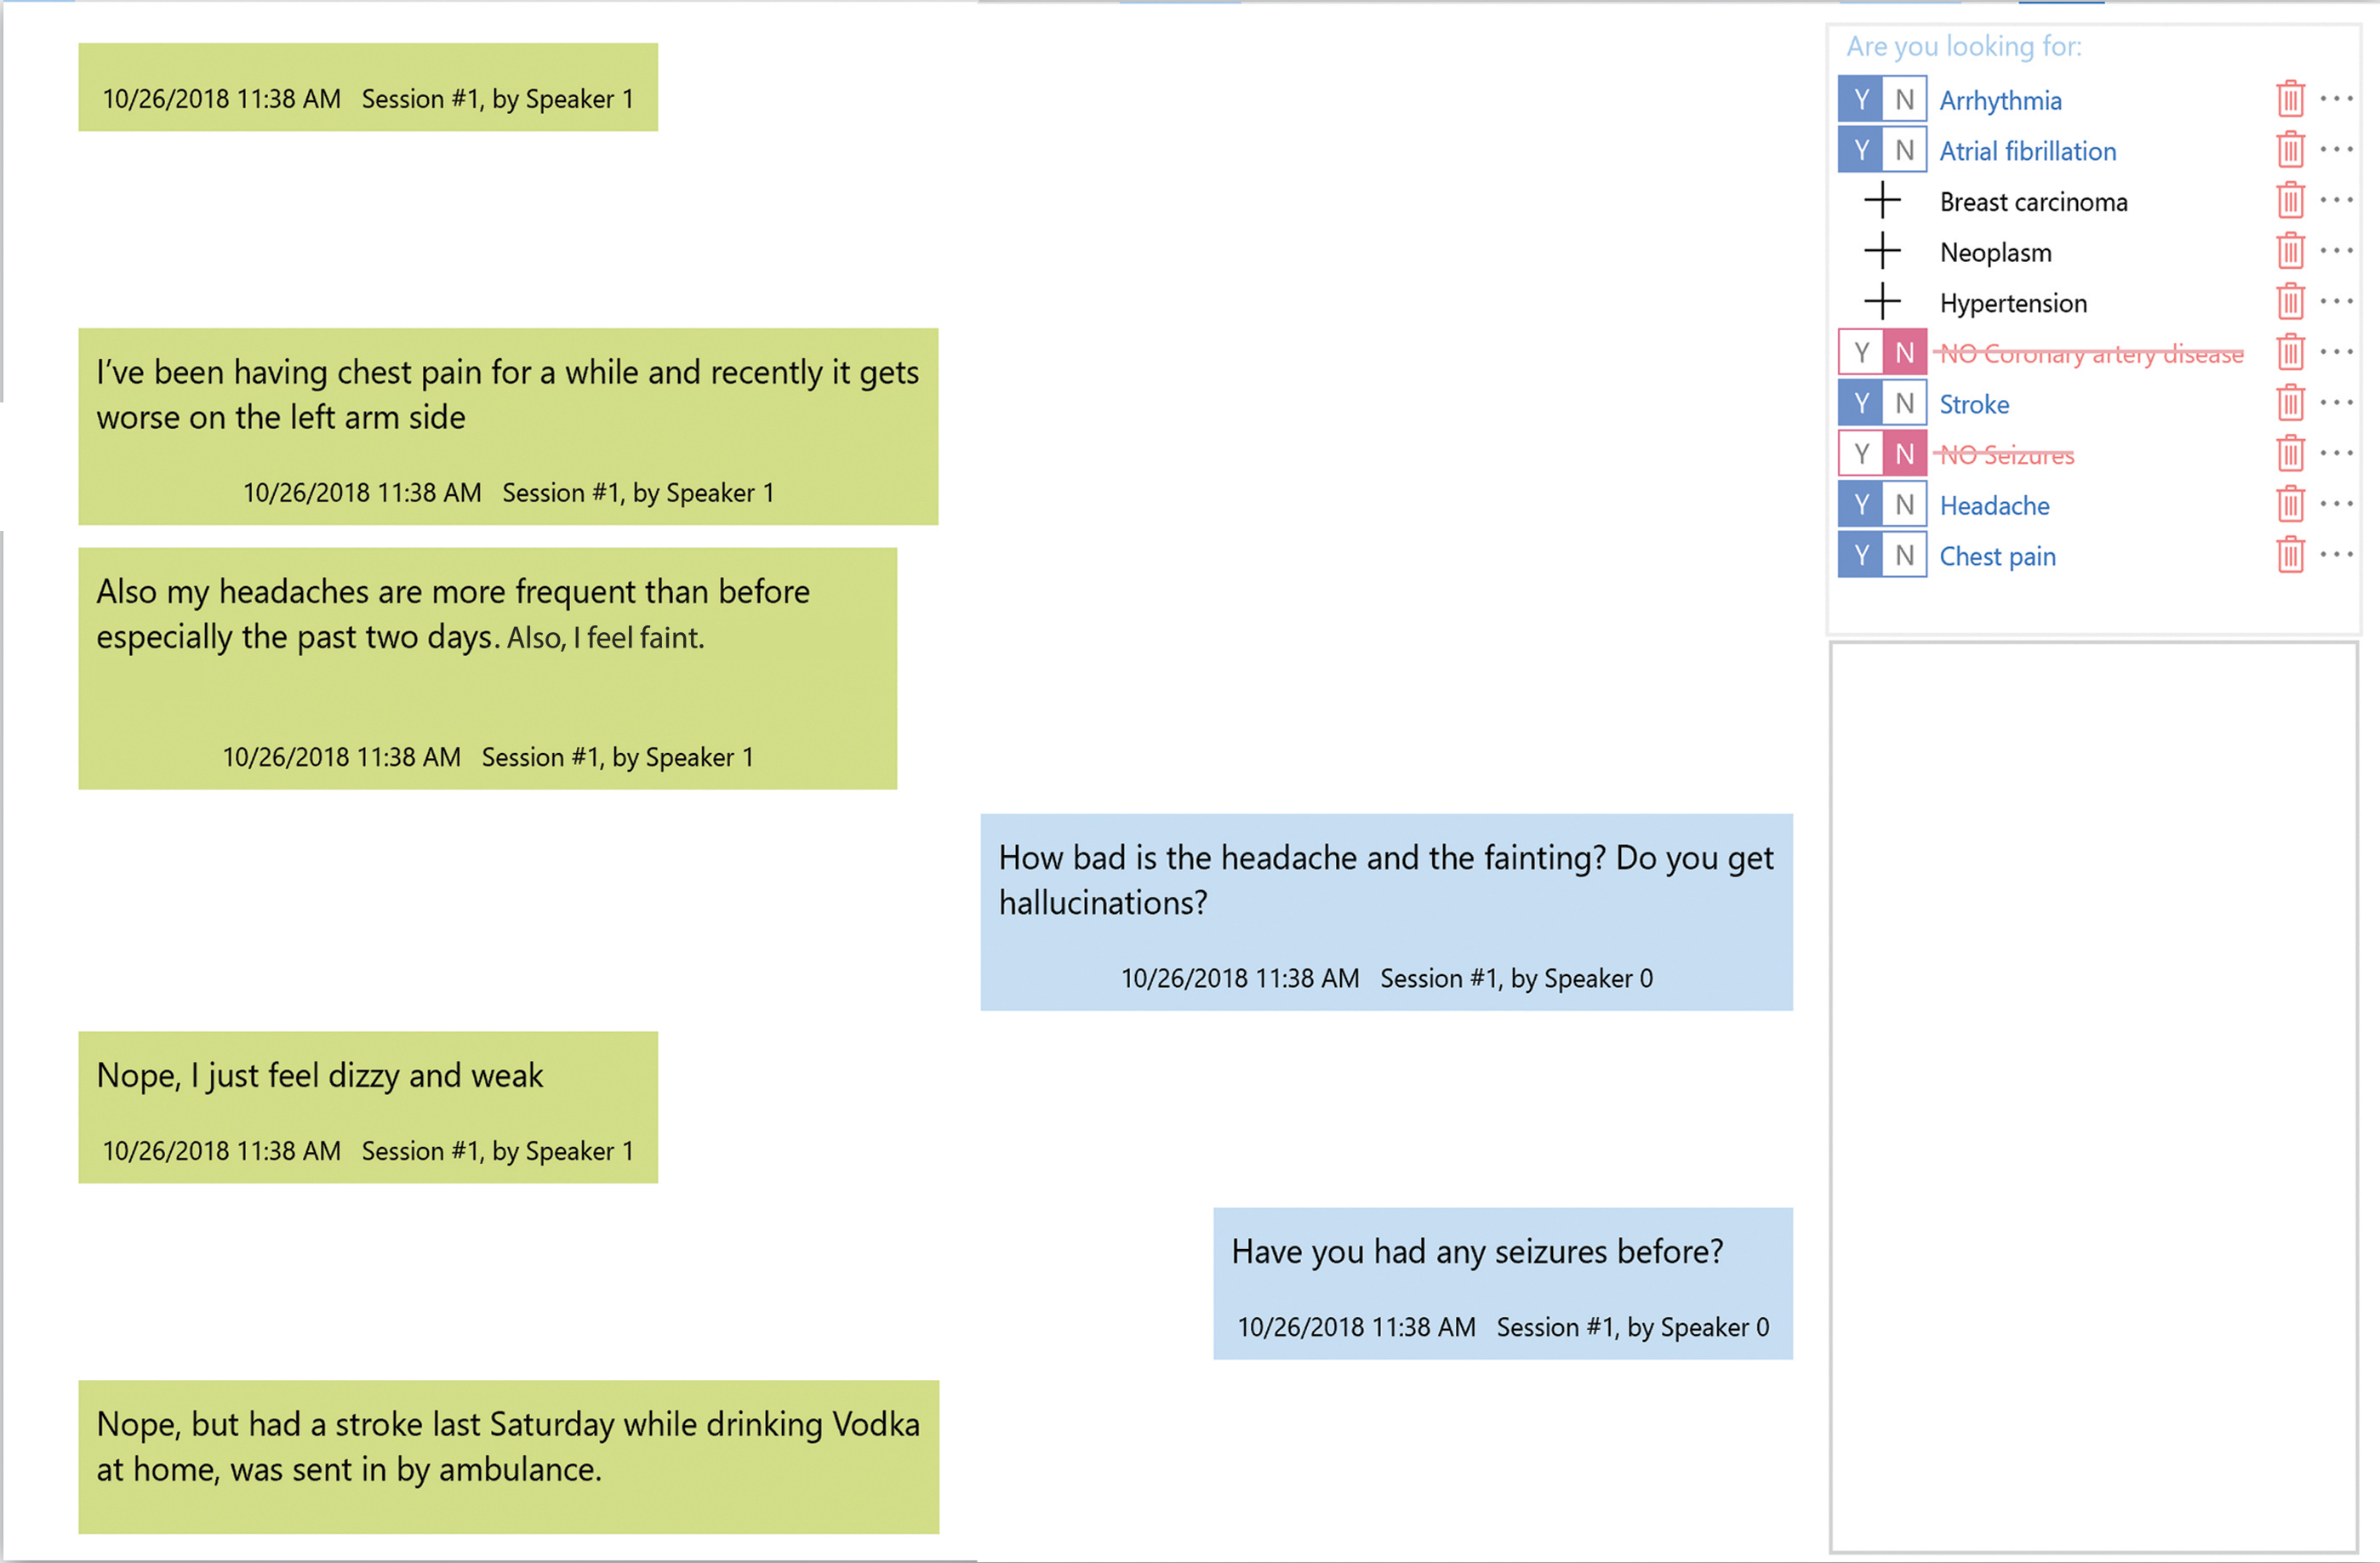 10/26/2018 11:38 AM Session #1, by Speaker 1
I’ve been having chest pain for a while and recently it gets
worse on the left arm side
10/26/2018 11:38 AM Session #1, by Speaker 1
Also my headaches are more frequent than before
especially the past two days. Also, I feel faint.
10/26/2018 11:38 AM Session #1, by Speaker 1
How bad is the headache and the fainting? Do you get
hallucinations?
10/26/2018 11:38 AM Session #1, by Speaker 0
Nope, I just feel dizzy and weak
10/26/2018 11:38 AM Session #1, by Speaker 1
Have you had any seizures before?
10/26/2018 11:38 AM Session #1, by Speaker 0
Nope, but had a stroke last Saturday while drinking Vodka
at home, was sent in by ambulance.
Are you looking for:
Y N Arrhythmia
Y N Atrial fibrillation
Breast carcinoma
Neoplasm
Hypertension
Y N NO Coronary artery disease
Y N Stroke
Y N NO Seizures
Y N Headache
Y N Chest pain